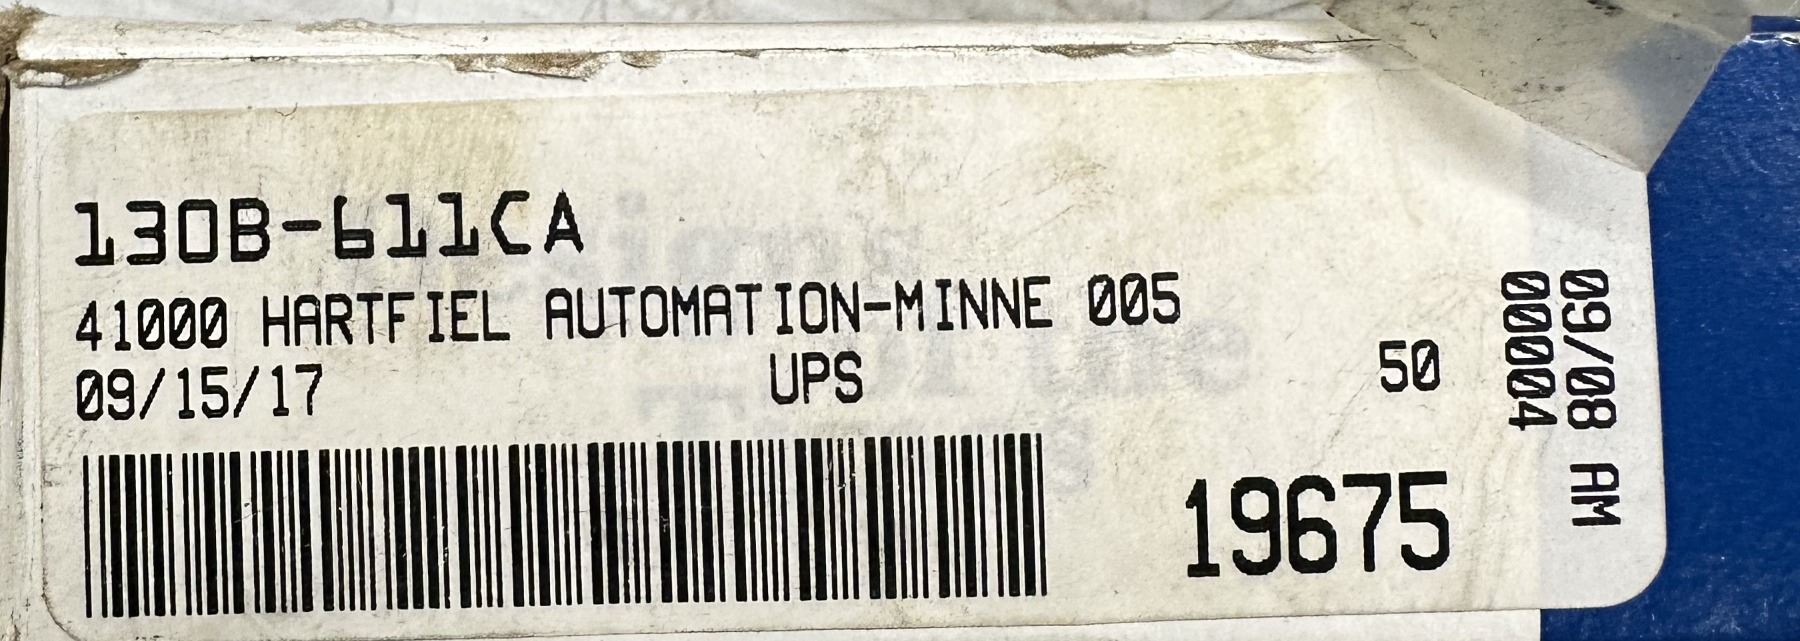 130B-611CA
41000 HARTFIEL AUTOMATION-MINNE 005
09/15/17 UPS 50
19675
09/08 AM
00004